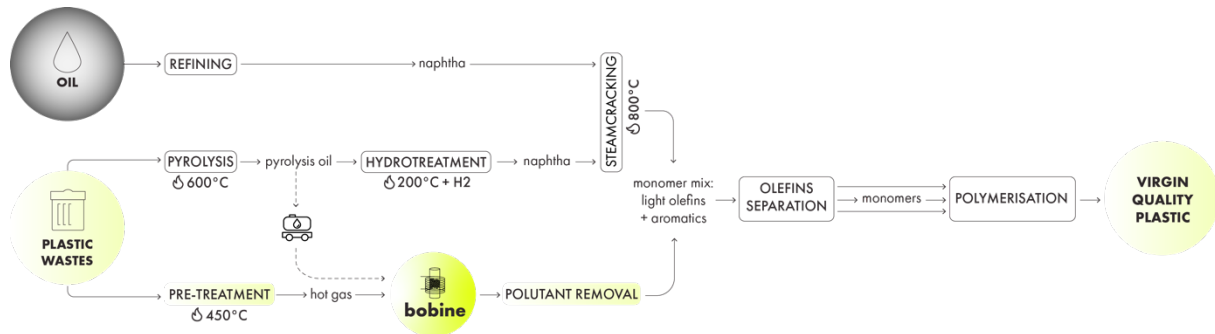 OIL
REFINING
naphtha
STEAMCRACKING
800°C
PLASTIC
WASTES
PYROLYSIS
600°C
pyrolysis oil
HYDROTREATMENT
200°C + H2
naphtha
PRE-TREATMENT
450°C
hot gas
bobine
POLUTANT REMOVAL
monomer mix:
light olefins
+ aromatics
OLEFINS
SEPARATION
monomers
POLYMERISATION
VIRGIN
QUALITY
PLASTIC